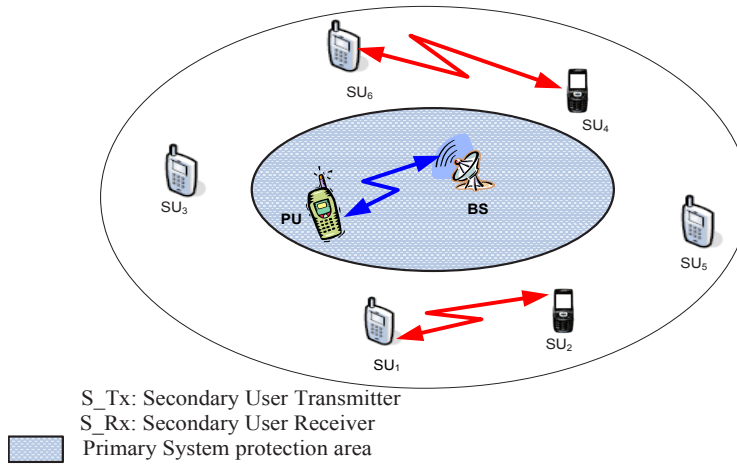 SU₆
SU₄
SU₃
PU
BS
SU₅
SU₁
SU₂
S_Tx: Secondary User Transmitter
S_Rx: Secondary User Receiver
Primary System protection area